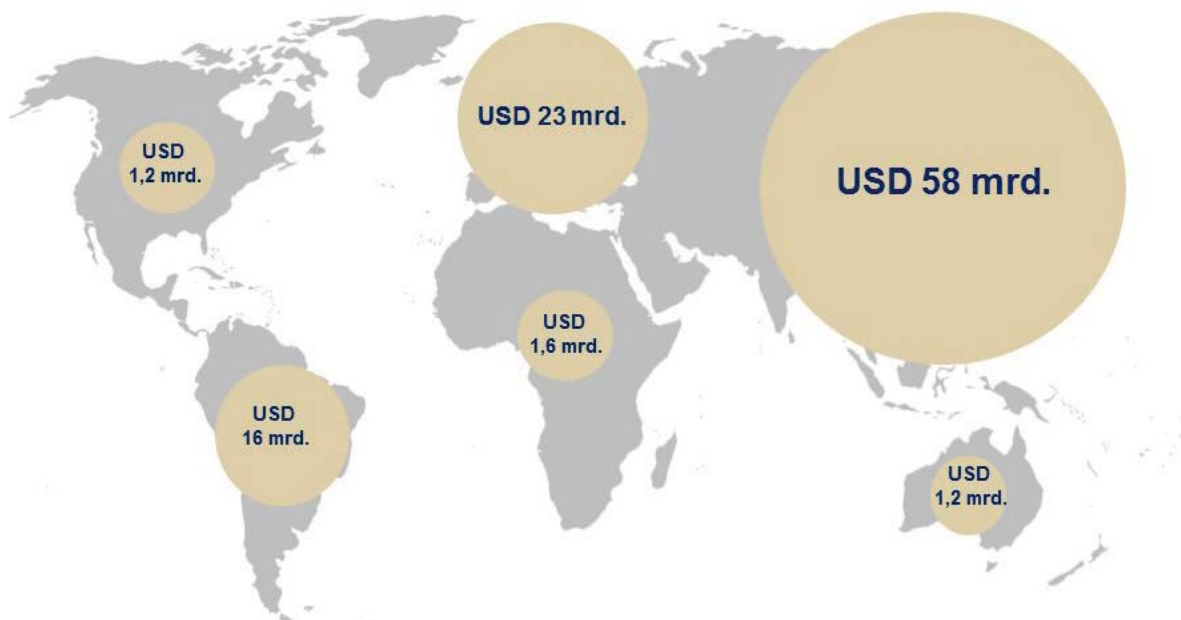 USD 23 mrd.
USD
1,2 mrd.
USD 58 mrd.
USD
1,6 mrd.
USD
16 mrd.
USD
1,2 mrd.